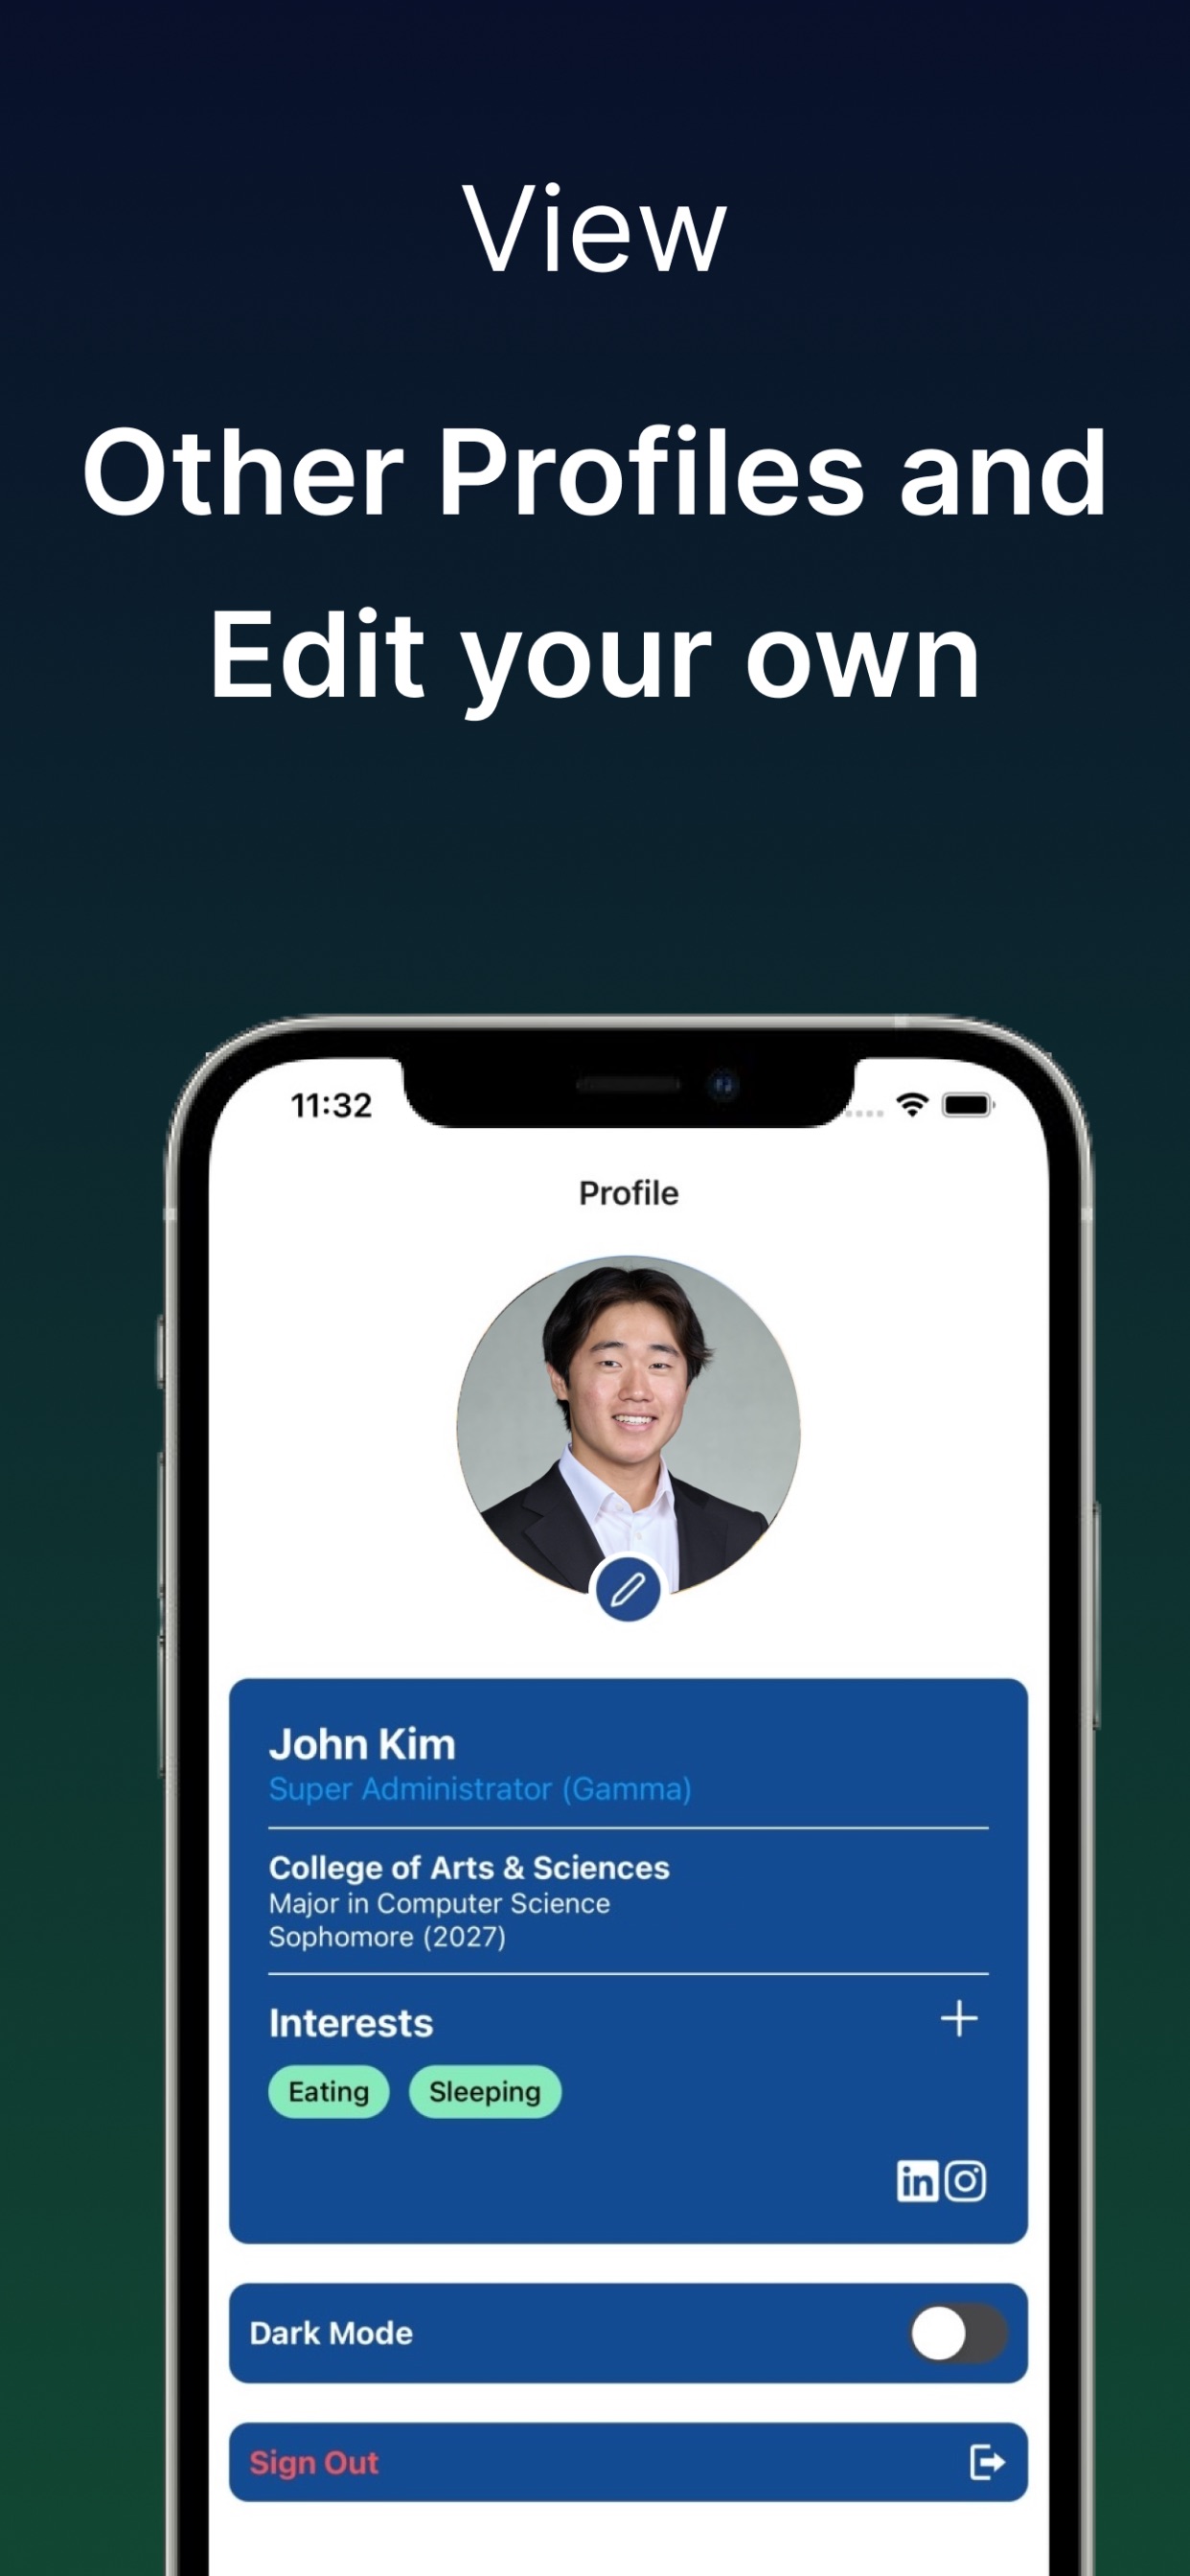 View
Other Profiles and
Edit your own
11:32
Profile
John Kim
Super Administrator (Gamma)
College of Arts & Sciences
Major in Computer Science
Sophomore (2027)
Interests
Eating Sleeping
in
Dark Mode
Sign Out